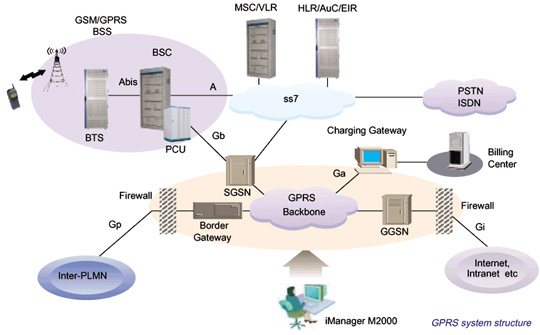 MSC/VLR
HLR/AuC/EIR
GSM/GPRS
BSS
BSC
Abis
A
BTS
PCU
ss7
PSTN
ISDN
Gb
Charging Gateway
Billing
Center
SGSN
Ga
Firewall
GPRS
Backbone
Firewall
Gp
Border
Gateway
GGSN
Gi
Inter-PLMN
Internet,
Intranet etc
iManager M2000
GPRS system structure